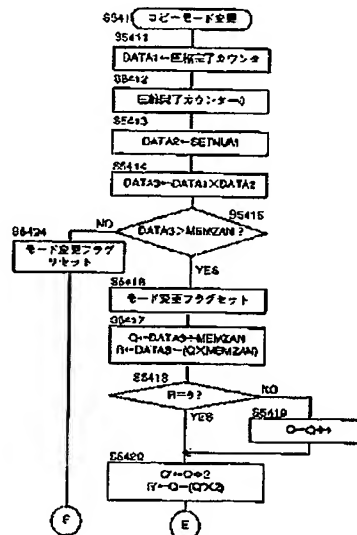 S541
コピーモード変更
S5411
DATA1←圧縮完了カウンタ
S5412
圧縮完了カウンタ←0
S5413
DATA2←SETNUM1
S5414
DATA3←DATA1×DATA2
S5415
DATA3>MEMZAN?
NO
YES
S5424
モード変更フラグ
リセット
S5416
モード変更フラグセット
S5417
Q←DATA3÷MEMZAN
R←DATA3-(Q×MEMZAN)
S5418
R=0?
NO
YES
S5419
Q←Q+1
S5420
Q'←Q÷2
R'←Q-(Q'×2)
F
E